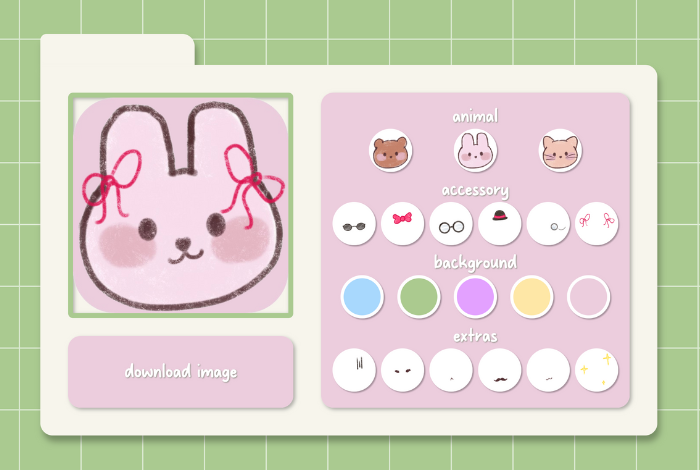 animal
accessory
background
extras
download image